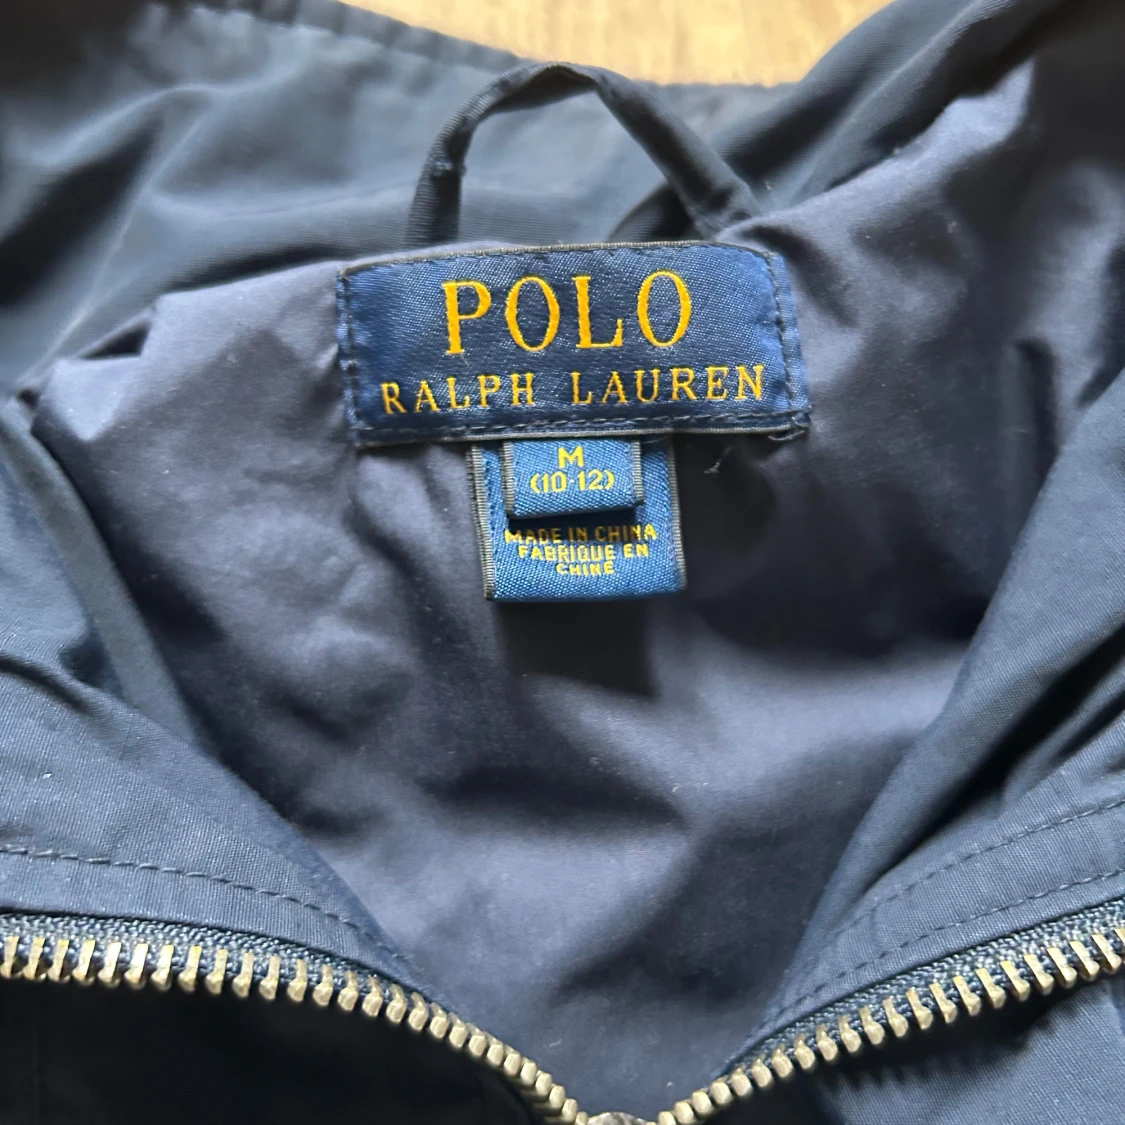 POLO
RALPH LAUREN
M
(10-12)
MADE IN CHINA
FABRIQUE EN
CHINE